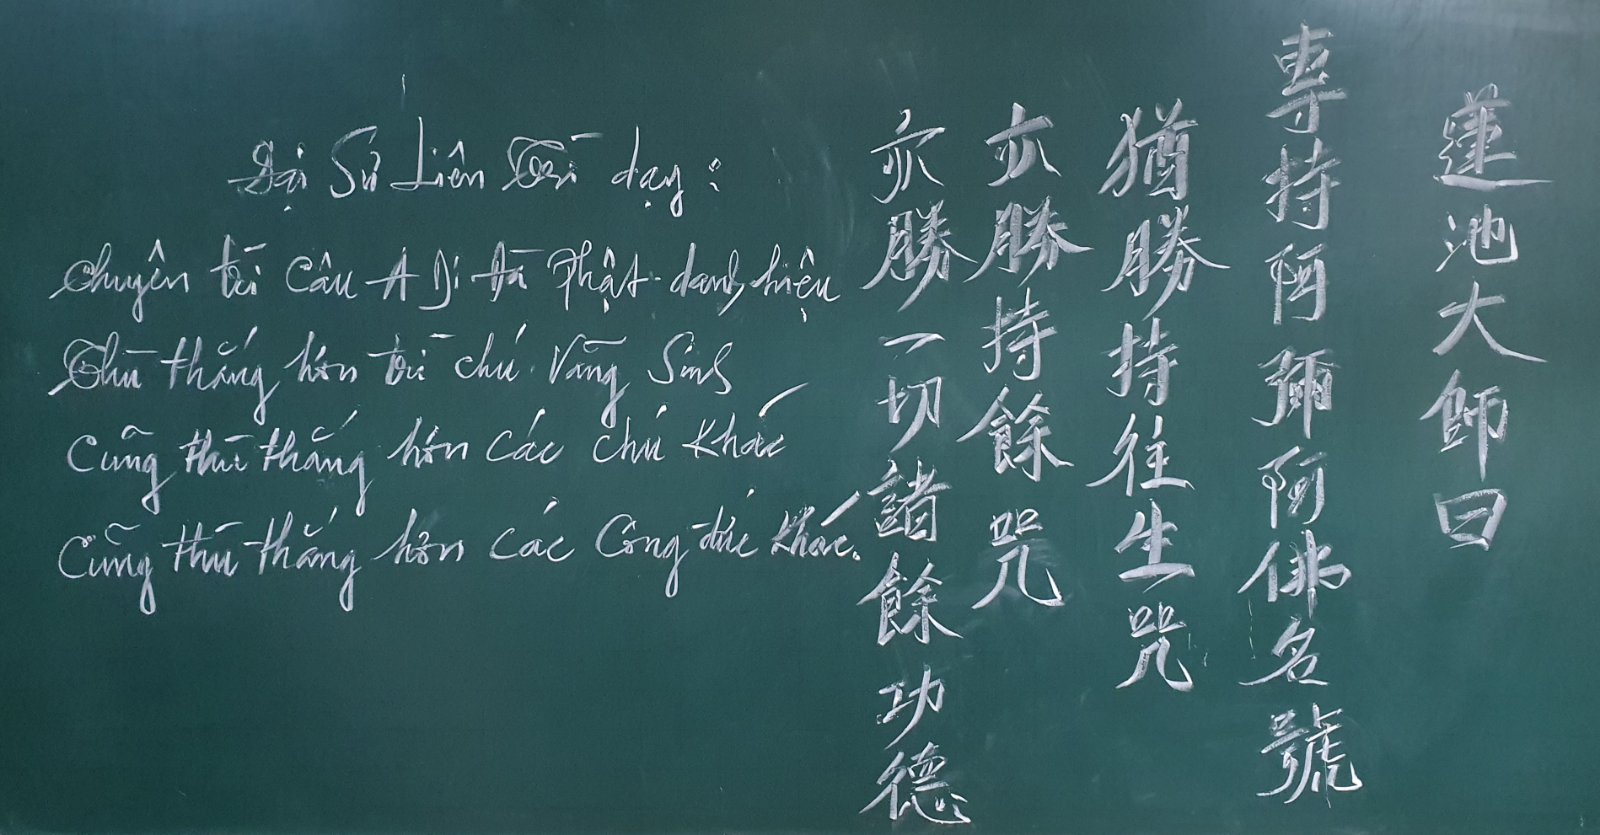 Đại Sư Liên Trì dạy:
Chuyên trì câu A Di Đà Phật danh hiệu
Thù thắng hơn trì chú Vãng Sinh
Cũng thù thắng hơn các chú khác
Cũng thù thắng hơn các công đức khác.
蓮池大師曰
專持阿彌阿佛名號
猶勝持往生咒
亦勝持餘咒
亦勝一切諸餘功德